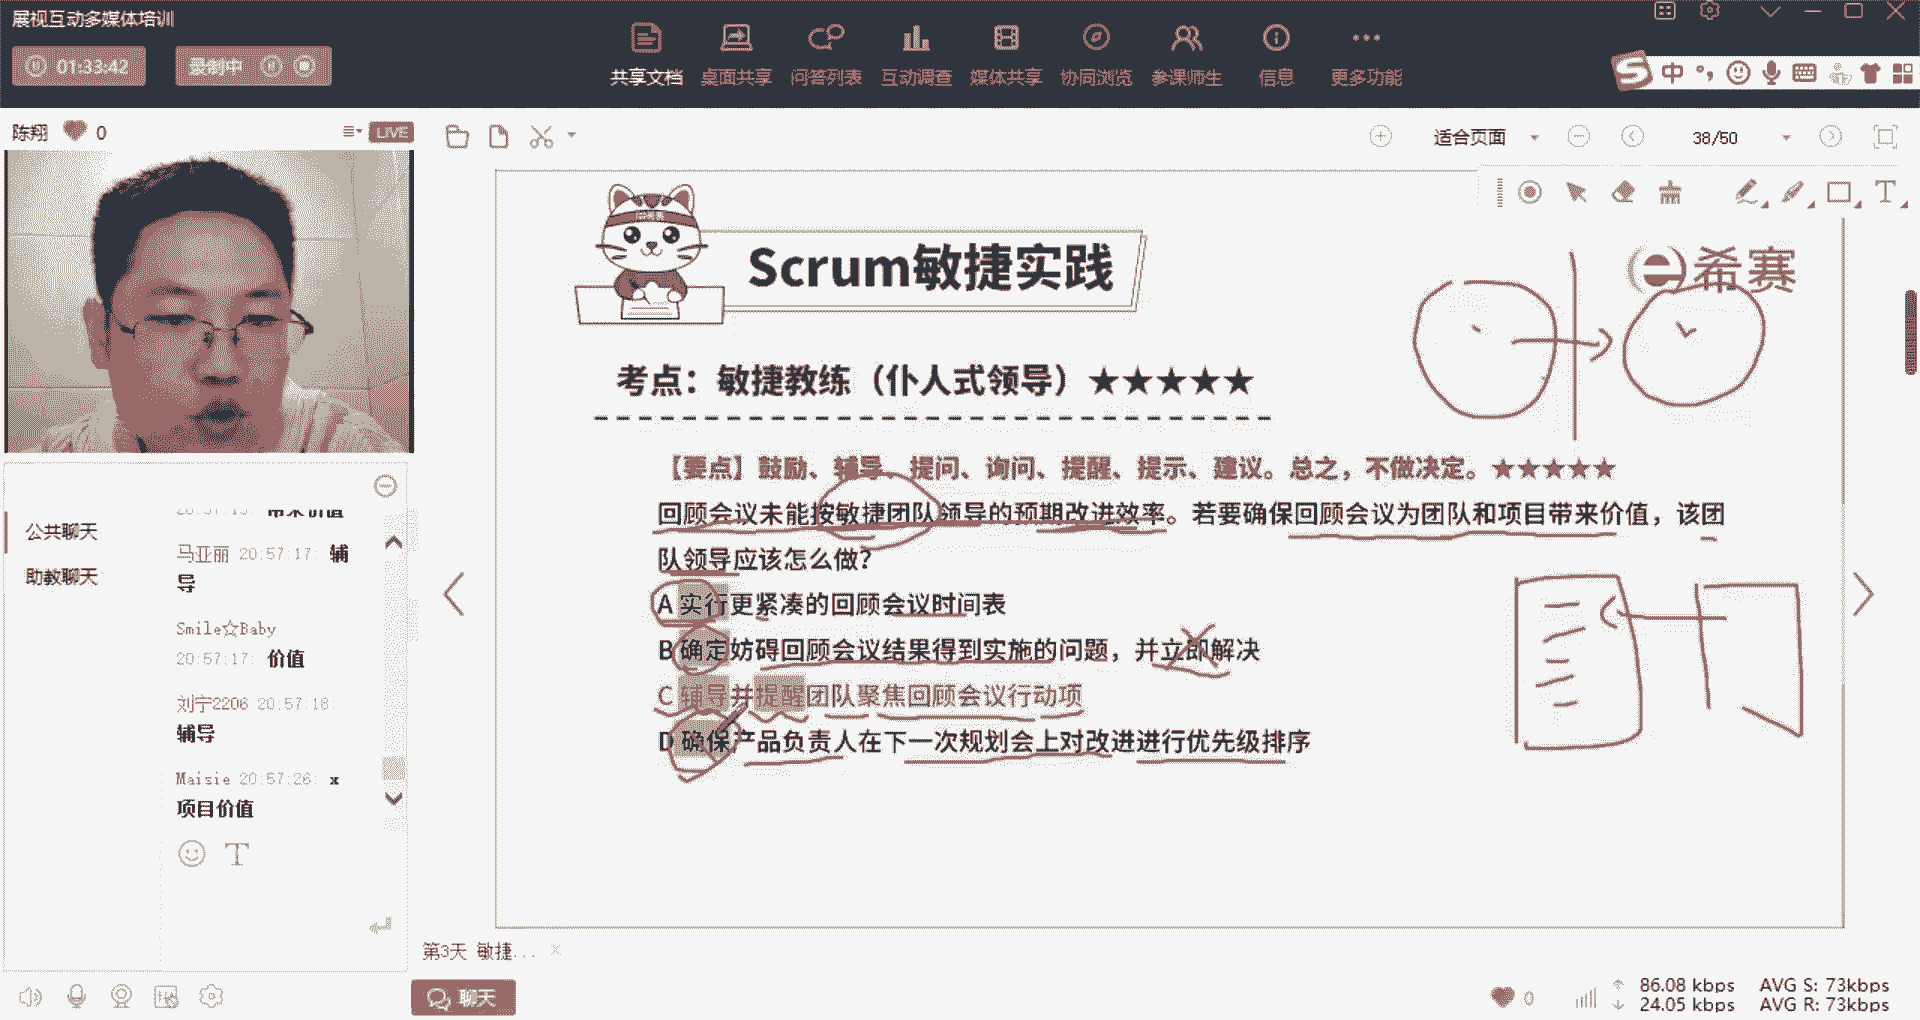 展视互动多媒体培训
01:33:42
录制中
共享文档
桌面共享
问答列表
互动调查
媒体共享
协同浏览
参课师生
信息
更多功能
中
陈翔
0
LIVE
适合页面
38/50
公共聊天
助教聊天
带来价值
马亚丽 20:57:17: 辅
导
Smile☆Baby
20:57:17: 价值
刘宁2206 20:57:18:
辅导
Maisie 20:57:26: x
项目价值
Scrum敏捷实践
希赛
考点：敏捷教练（仆人式领导）★★★★★
【要点】鼓励、辅导、提问、询问、提醒、提示、建议。总之，不做决定。★★★★★
回顾会议未能按敏捷团队领导的预期改进效率。若要确保回顾会议为团队和项目带来价值，该团
队领导应该怎么做？
A 实行更紧凑的回顾会议时间表
B 确定妨碍回顾会议结果得到实施的问题，并立即解决
C 辅导并提醒团队聚焦回顾会议行动项
D 确保产品负责人在下一次规划会上对改进进行优先级排序
第3天 敏捷...
聊天
0
86.08 kbps
AVG S: 73kbps
24.05 kbps
AVG R: 73kbps